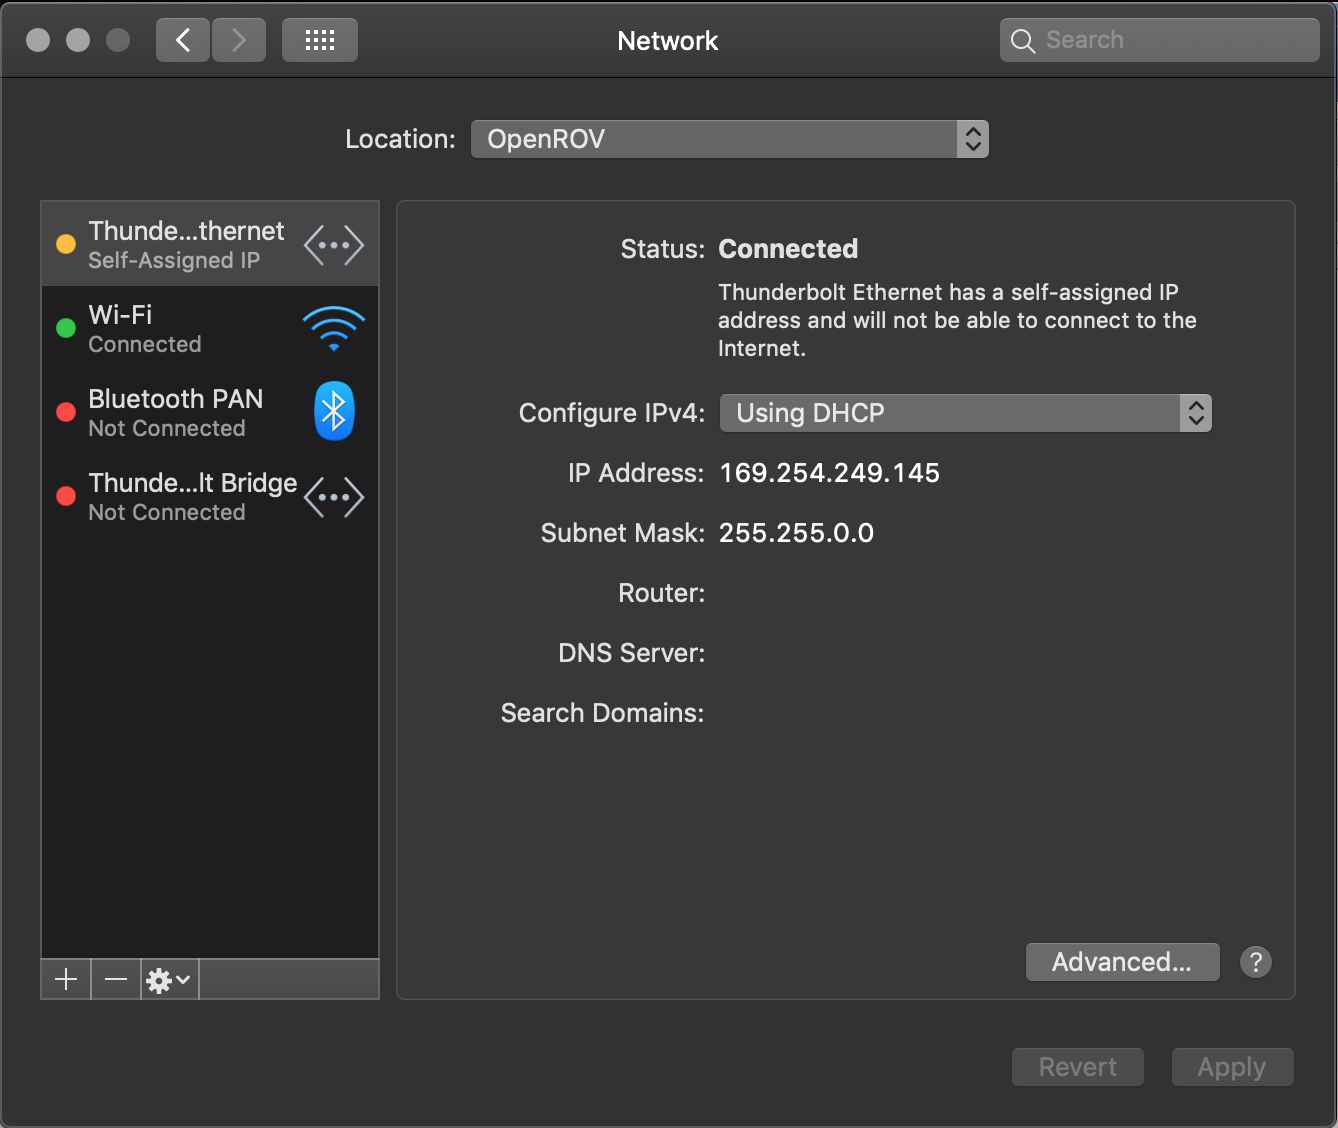 Network
Search
Location: OpenROV
Thunde...thernet
Self-Assigned IP
Wi-Fi
Connected
Bluetooth PAN
Not Connected
Thunde...lt Bridge
Not Connected
Status: Connected
Thunderbolt Ethernet has a self-assigned IP
address and will not be able to connect to the
Internet.
Configure IPv4: Using DHCP
IP Address: 169.254.249.145
Subnet Mask: 255.255.0.0
Router:
DNS Server:
Search Domains:
Advanced... ?
Revert Apply